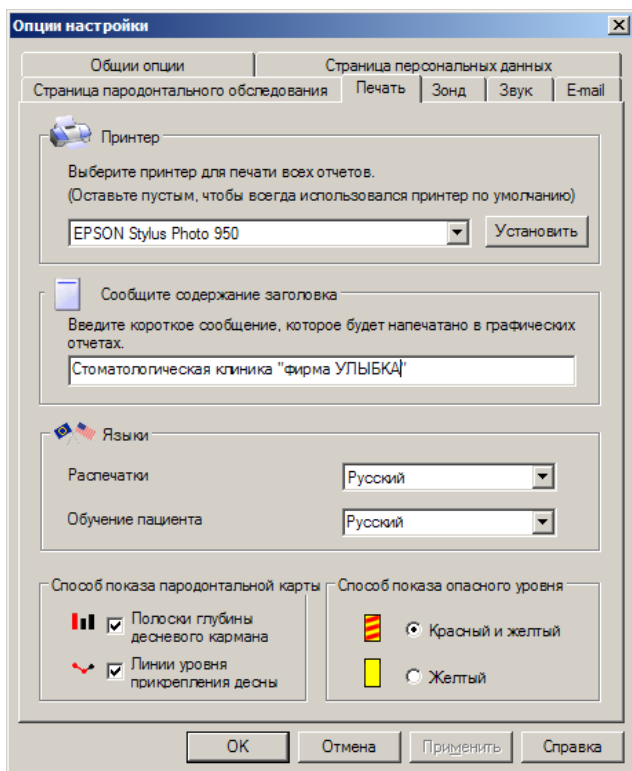 Опции настройки
Общии опции
Страница персональных данных
Страница пародонтального обследования
Печать
Зонд
Звук
E-mail
Принтер
Выберите принтер для печати всех отчетов.
(Оставьте пустым, чтобы всегда использовался принтер по умолчанию)
EPSON Stylus Photo 950
Установить
Сообщите содержание заголовка
Введите короткое сообщение, которое будет напечатано в графических
отчетах.
Стоматологическая клиника "фирма УЛЫБКА"
Языки
Распечатки
Русский
Обучение пациента
Русский
Способ показа пародонтальной карты
Способ показа опасного уровня
Полоски глубины
десневого кармана
Красный и желтый
Линии уровня
прикрепления десны
Желтый
OK
Отмена
Применить
Справка